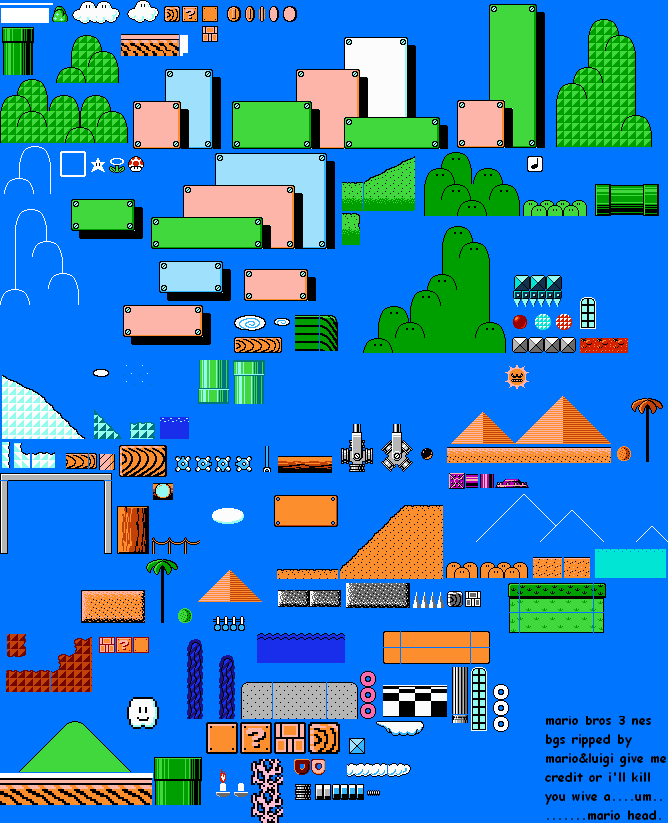 mario bros 3 nes
bgs ripped by
mario&luigi give me
credit or i'll kill
you wive a....um..
.......mario head.